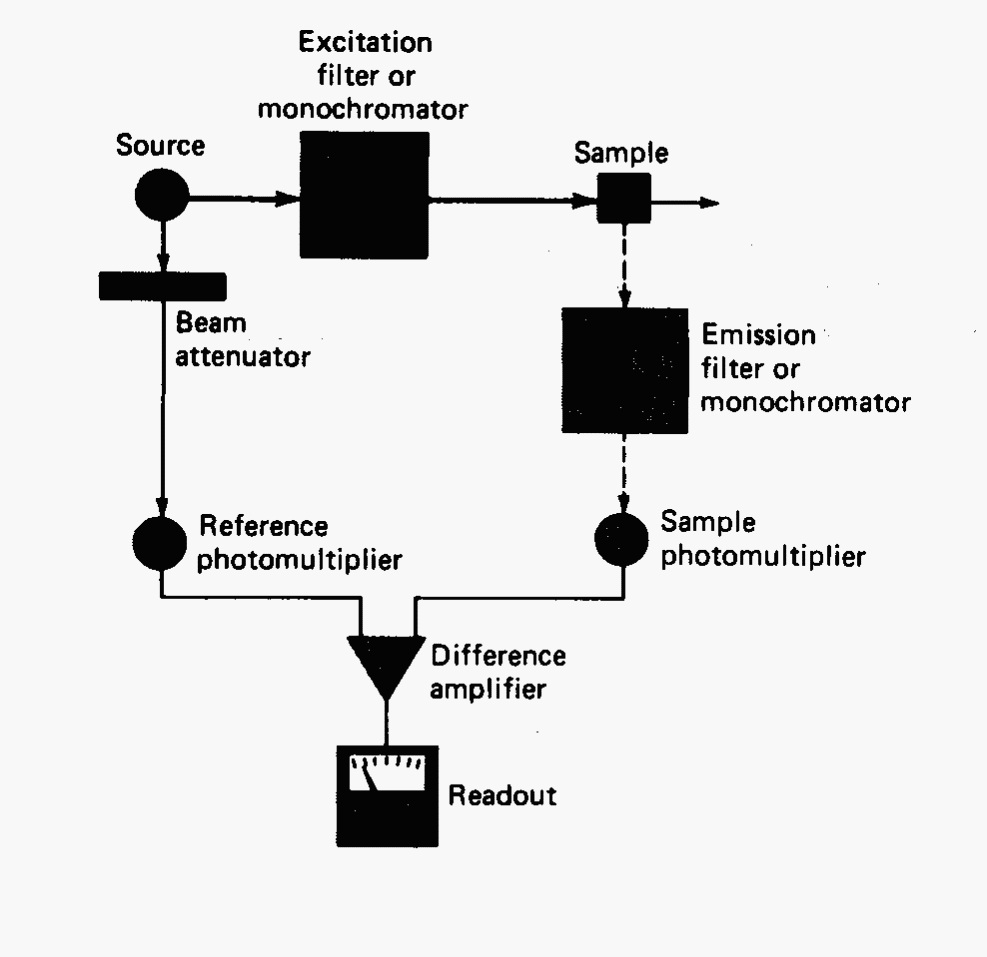 Excitation
filter or
monochromator
Source
Sample
Beam
attenuator
Emission
filter or
monochromator
Reference
photomultiplier
Sample
photomultiplier
Difference
amplifier
Readout